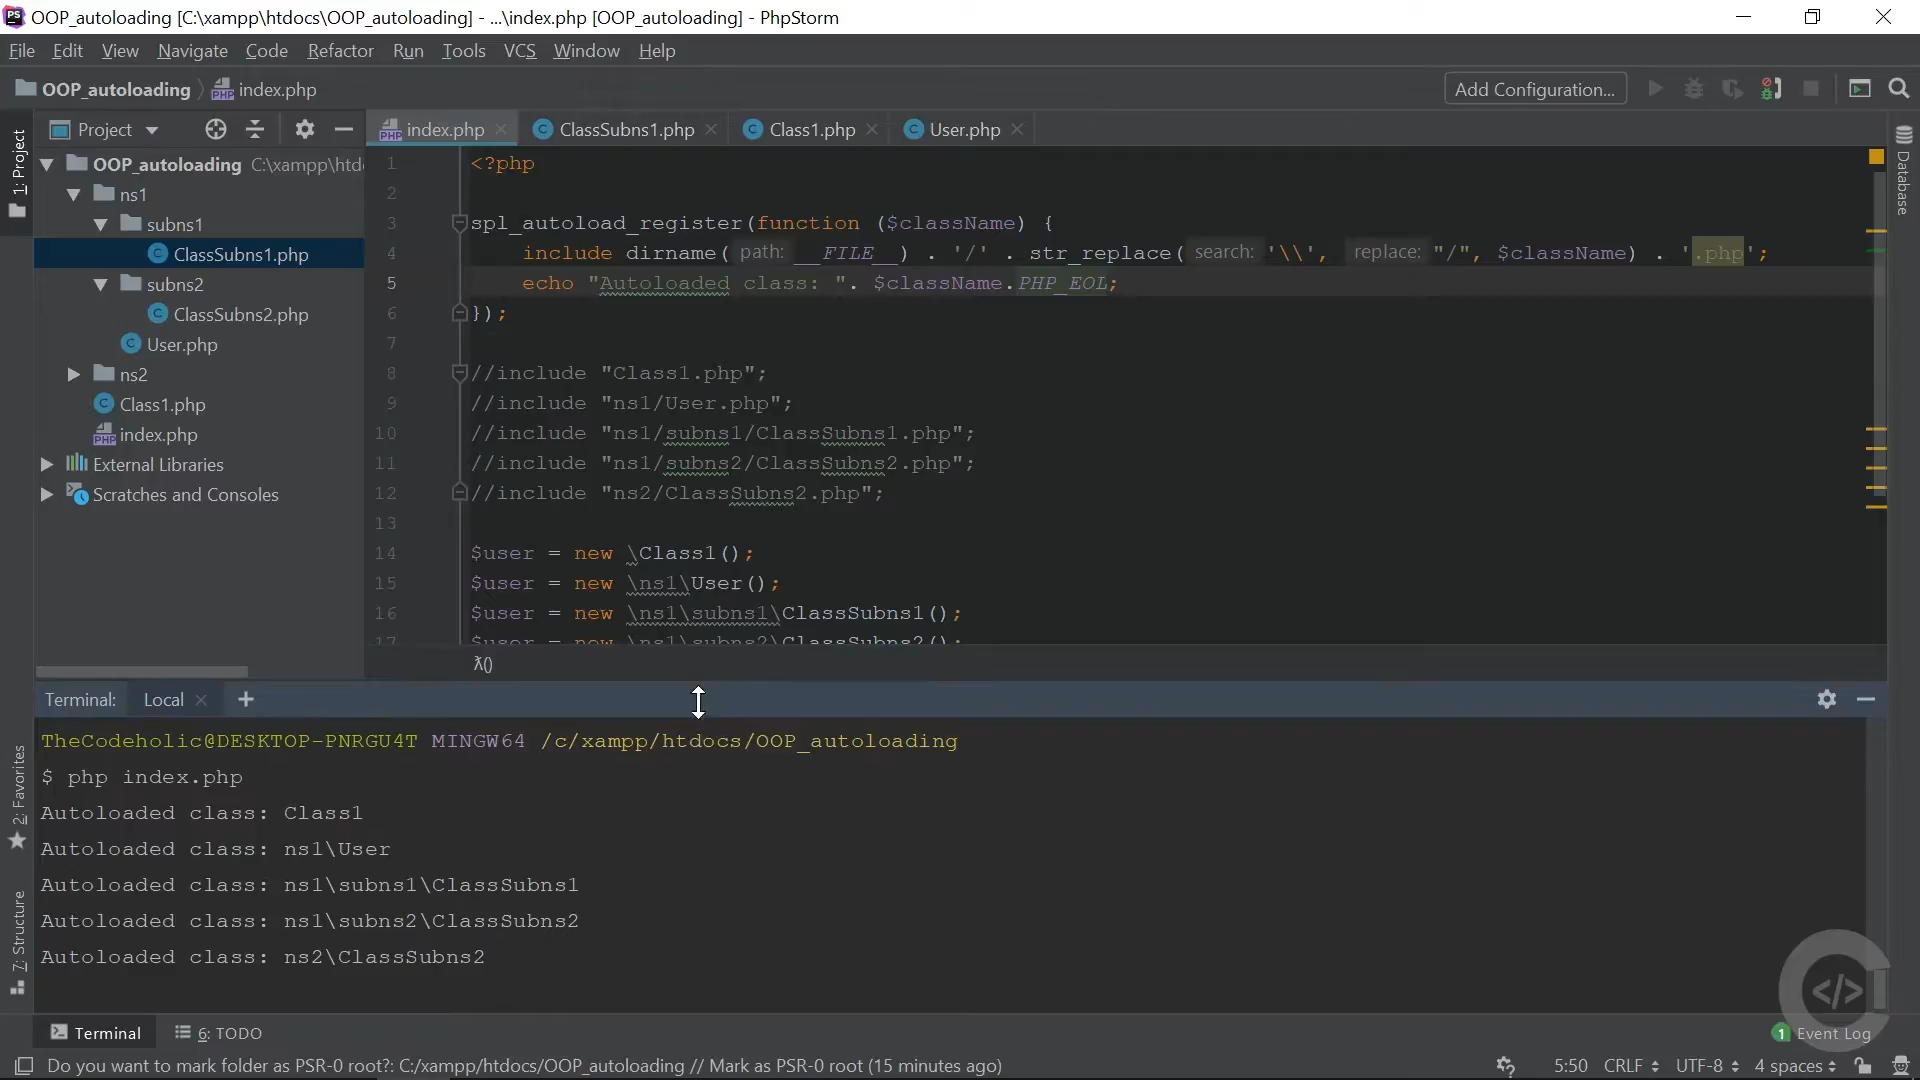 OOP_autoloading [C:\xampp\htdocs\OOP_autoloading] - ...\index.php [OOP_autoloading] - PhpStorm
File Edit View Navigate Code Refactor Run Tools VCS Window Help
OOP_autoloading index.php Add Configuration...
Project index.php ClassSubns1.php Class1.php User.php
1: Project
Database
OOP_autoloading C:\xampp\htd
ns1
subns1
ClassSubns1.php
subns2
ClassSubns2.php
User.php
ns2
Class1.php
index.php
External Libraries
Scratches and Consoles
1 <?php
2
3 spl_autoload_register(function ($className) {
4 include dirname( path: __FILE__) . '/' . str_replace( search: '\\', replace: "/", $className) . '.php';
5 echo "Autoloaded class: ". $className.PHP_EOL;
6 });
7
8 //include "Class1.php";
9 //include "ns1/User.php";
10 //include "ns1/subns1/ClassSubns1.php";
11 //include "ns1/subns2/ClassSubns2.php";
12 //include "ns2/ClassSubns2.php";
13
14 $user = new \Class1();
15 $user = new \ns1\User();
16 $user = new \ns1\subns1\ClassSubns1();
17 $user = new \ns1\subns2\ClassSubns2();
λ()
Terminal: Local +
TheCodeholic@DESKTOP-PNRGU4T MINGW64 /c/xampp/htdocs/OOP_autoloading
$ php index.php
Autoloaded class: Class1
Autoloaded class: ns1\User
Autoloaded class: ns1\subns1\ClassSubns1
Autoloaded class: ns1\subns2\ClassSubns2
Autoloaded class: ns2\ClassSubns2
2: Favorites
7: Structure
Terminal 6: TODO 1 Event Log
Do you want to mark folder as PSR-0 root?: C:/xampp/htdocs/OOP_autoloading // Mark as PSR-0 root (15 minutes ago) 5:50 CRLF UTF-8 4 spaces